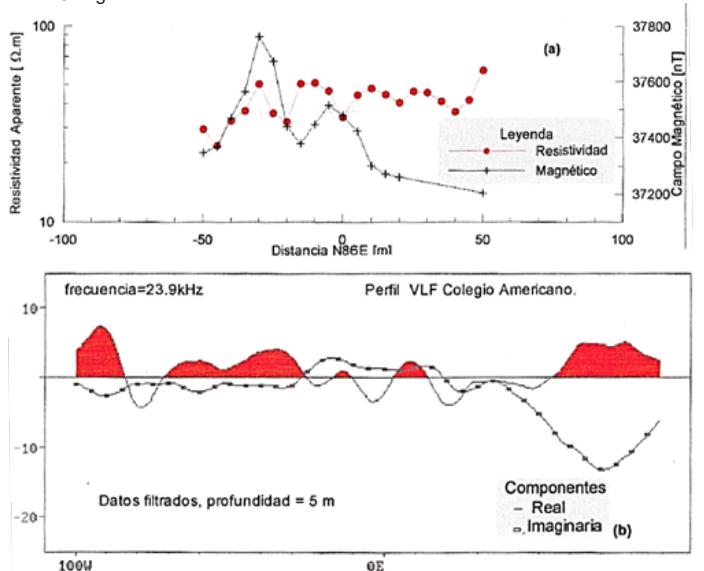 100
37800
(a)
37600
Leyenda
Resistividad
Magnético
37400
37200
10
Resistividad Aparente [ Ω.m]
Campo Magnético [nT]
-100
-50
0
50
100
Distancia N86E [m]
frecuencia=23.9kHz
Perfil VLF Colegio Americano.
10
0
-10
-20
Datos filtrados, profundidad = 5 m
Componentes
Real
Imaginaria
(b)
100W
0E